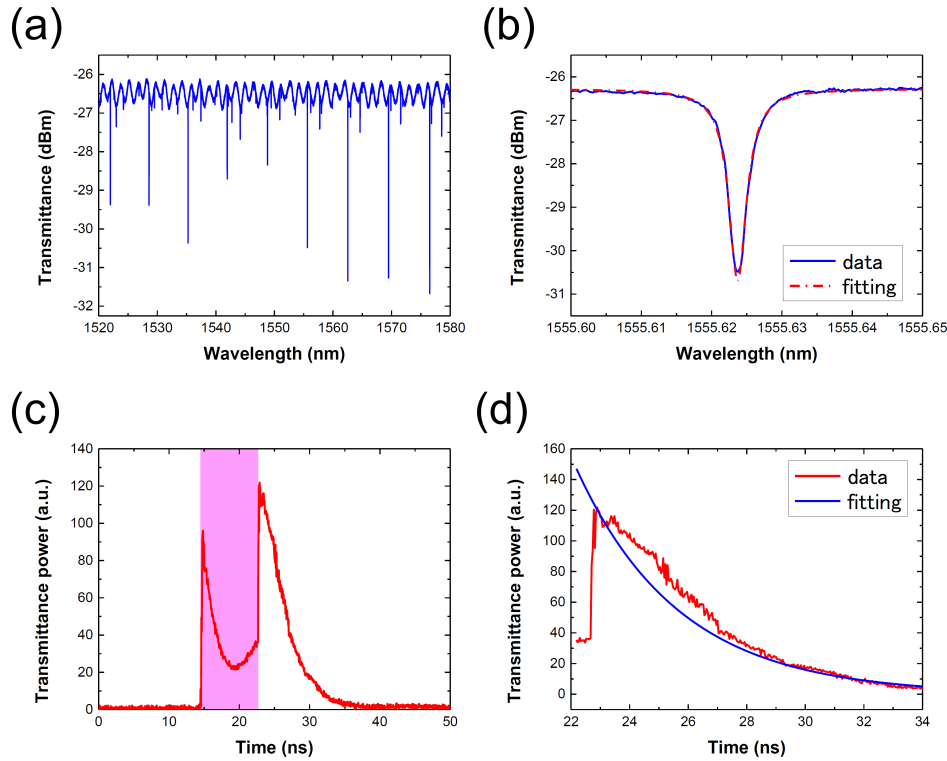 (a)
-26
-27
-28
-29
-30
-31
-32
1520 1530 1540 1550 1560 1570 1580
Transmittance (dBm)
Wavelength (nm)
(b)
-26
-27
-28
-29
-30
-31
1555.60 1555.61 1555.62 1555.63 1555.64 1555.65
Transmittance (dBm)
Wavelength (nm)
data
fitting
(c)
140
120
100
80
60
40
20
0
0 10 20 30 40 50
Transmittance power (a.u.)
Time (ns)
(d)
160
140
120
100
80
60
40
20
0
22 24 26 28 30 32 34
Transmittance power (a.u.)
Time (ns)
data
fitting